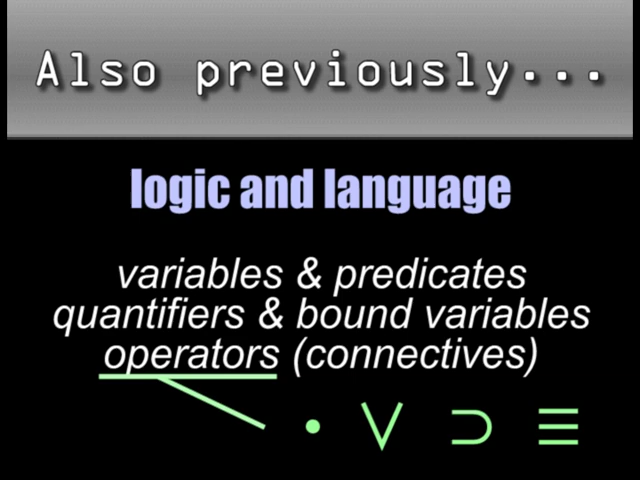 Also previously...
logic and language
variables & predicates
quantifiers & bound variables
operators (connectives)
• ∨ ⊃ ≡